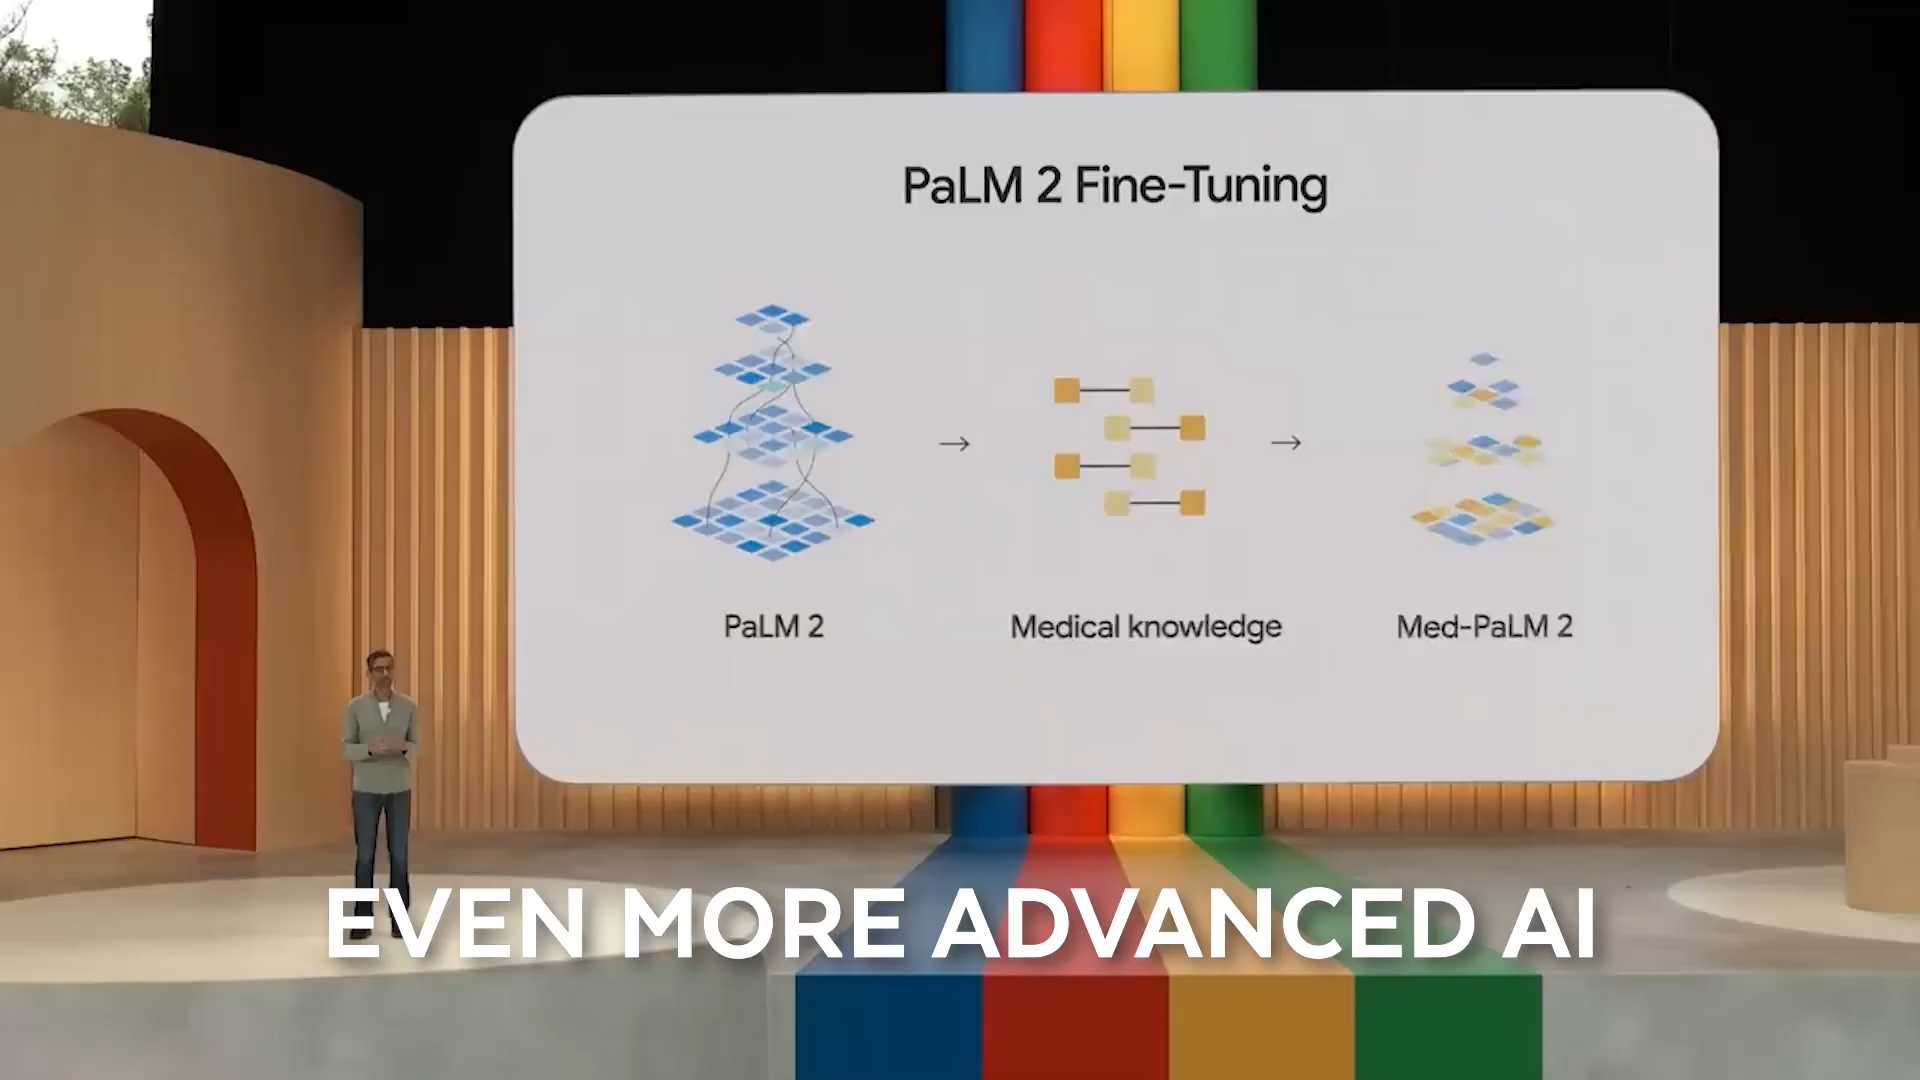 PaLM 2 Fine-Tuning
PaLM 2
Medical knowledge
Med-PaLM 2
EVEN MORE ADVANCED AI